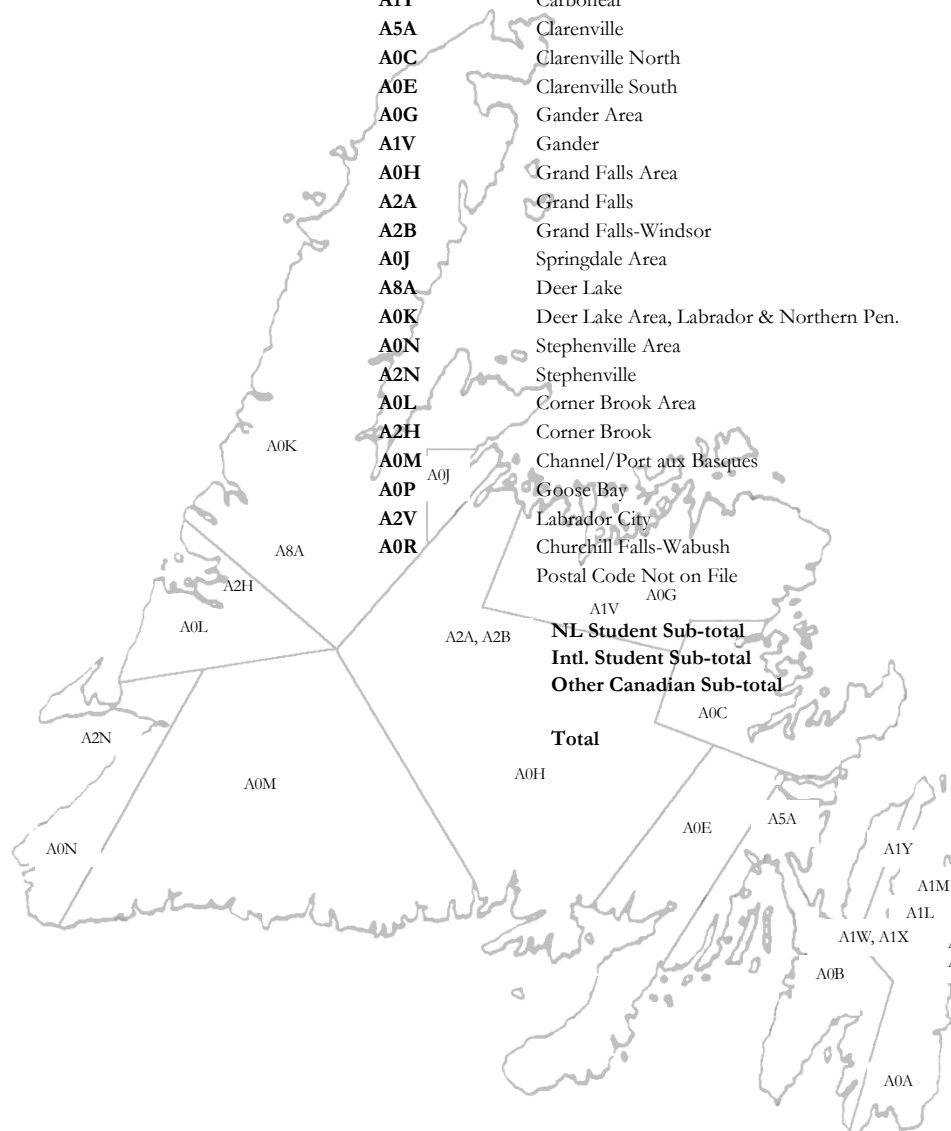 A1Y Carbonear
A5A Clarenville
A0C Clarenville North
A0E Clarenville South
A0G Gander Area
A1V Gander
A0H Grand Falls Area
A2A Grand Falls
A2B Grand Falls-Windsor
A0J Springdale Area
A8A Deer Lake
A0K Deer Lake Area, Labrador & Northern Pen.
A0N Stephenville Area
A2N Stephenville
A0L Corner Brook Area
A2H Corner Brook
A0M Channel/Port aux Basques
A0P Goose Bay
A2V Labrador City
A0R Churchill Falls-Wabush
Postal Code Not on File
NL Student Sub-total
Intl. Student Sub-total
Other Canadian Sub-total
Total
A0K
A0J
A8A
A2H
A0G
A1V
A0L
A2A, A2B
A0C
A2N
A0H
A0M
A5A
A0E
A0N
A1Y
A1M
A1L
A1W, A1X
A0B
A0A